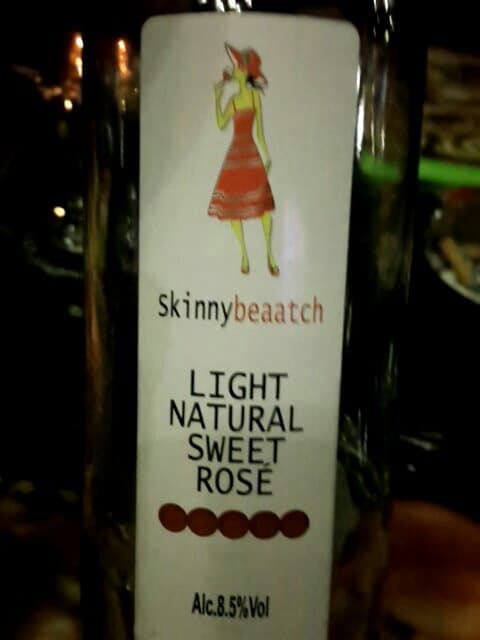 Skinnybeaatch
LIGHT
NATURAL
SWEET
ROSÉ
Alc.8.5%Vol